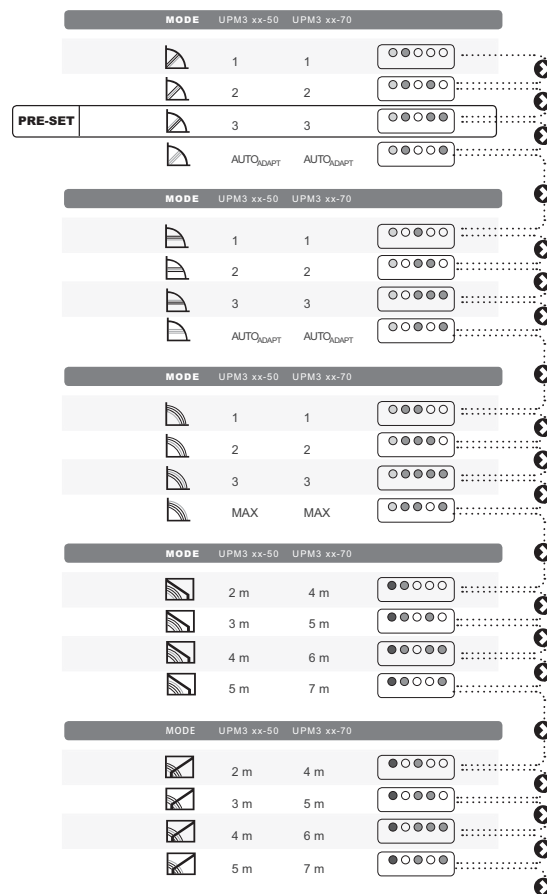 MODE UPM3 xx-50 UPM3 xx-70
1 1
2 2
PRE-SET 3 3
AUTOADAPT AUTOADAPT
MODE UPM3 xx-50 UPM3 xx-70
1 1
2 2
3 3
AUTOADAPT AUTOADAPT
MODE UPM3 xx-50 UPM3 xx-70
1 1
2 2
3 3
MAX MAX
MODE UPM3 xx-50 UPM3 xx-70
2 m 4 m
3 m 5 m
4 m 6 m
5 m 7 m
MODE UPM3 xx-50 UPM3 xx-70
2 m 4 m
3 m 5 m
4 m 6 m
5 m 7 m